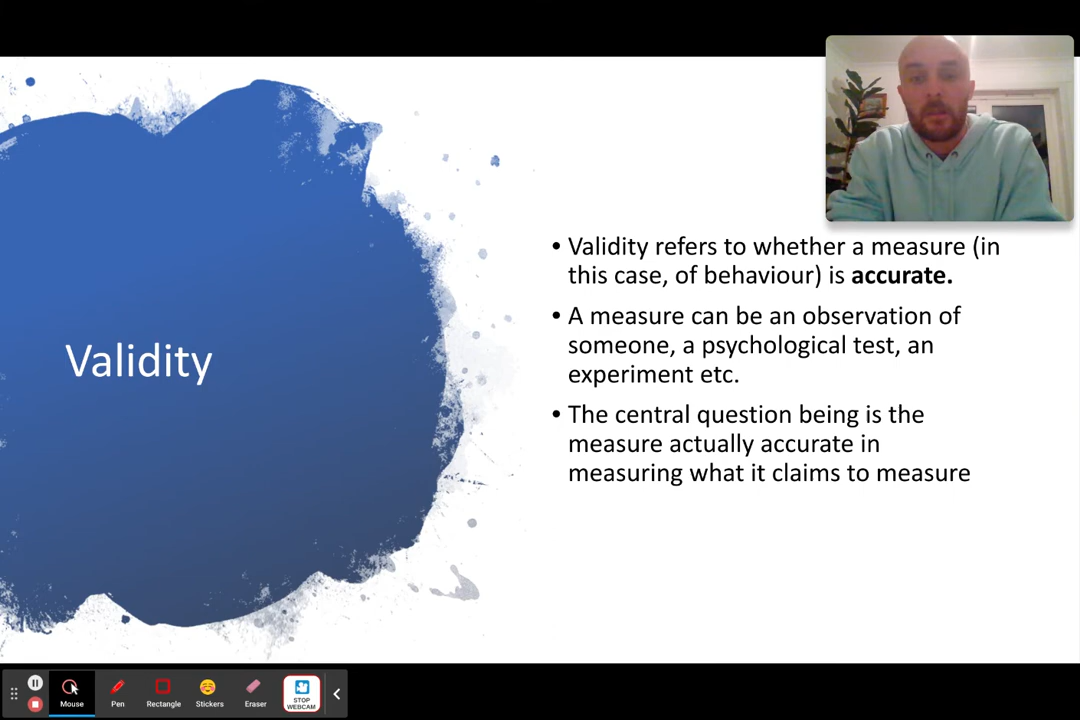 Validity
• Validity refers to whether a measure (in
this case, of behaviour) is accurate.
• A measure can be an observation of
someone, a psychological test, an
experiment etc.
• The central question being is the
measure actually accurate in
measuring what it claims to measure
Mouse
Pen
Rectangle
Stickers
Eraser
STOP
WEBCAM